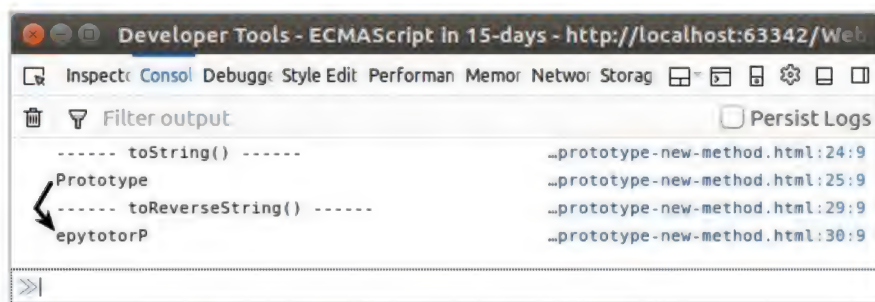 Developer Tools - ECMAScript in 15-days - http://localhost:63342/Web
Inspect Consol Debugge Style Edit Performan Memor Networ Storag
Filter output Persist Logs
------ toString() ------ …prototype-new-method.html:24:9
Prototype …prototype-new-method.html:25:9
------ toReverseString() ------ …prototype-new-method.html:29:9
epytotorP …prototype-new-method.html:30:9
≫